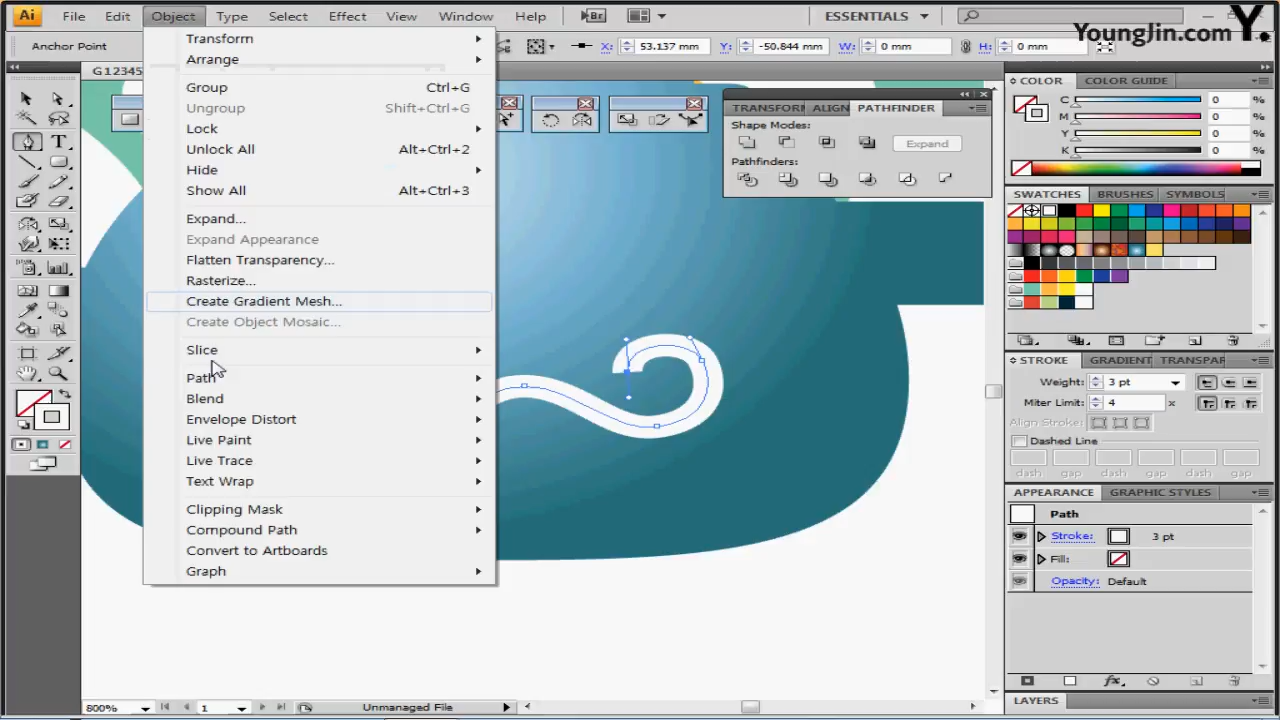 Ai File Edit Object Type Select Effect View Window Help Br ESSENTIALS
YoungJin.com Y.
Anchor Point X: 53.137 mm Y: -50.844 mm W: 0 mm H: 0 mm
G12345
Transform
Arrange
Group Ctrl+G
Ungroup Shift+Ctrl+G
Lock
Unlock All Alt+Ctrl+2
Hide
Show All Alt+Ctrl+3
Expand...
Expand Appearance
Flatten Transparency...
Rasterize...
Create Gradient Mesh...
Create Object Mosaic...
Slice
Path
Blend
Envelope Distort
Live Paint
Live Trace
Text Wrap
Clipping Mask
Compound Path
Convert to Artboards
Graph
TRANSFORM ALIGN PATHFINDER
Shape Modes:
Expand
Pathfinders:
COLOR COLOR GUIDE
C 0 %
M 0 %
Y 0 %
K 0 %
SWATCHES BRUSHES SYMBOLS
STROKE GRADIENT TRANSPAR
Weight: 3 pt
Miter Limit: 4 x
Align Stroke:
Dashed Line
dash gap dash gap dash gap
APPEARANCE GRAPHIC STYLES
Path
Stroke: 3 pt
Fill:
Opacity: Default
LAYERS
800% 1 Unmanaged File